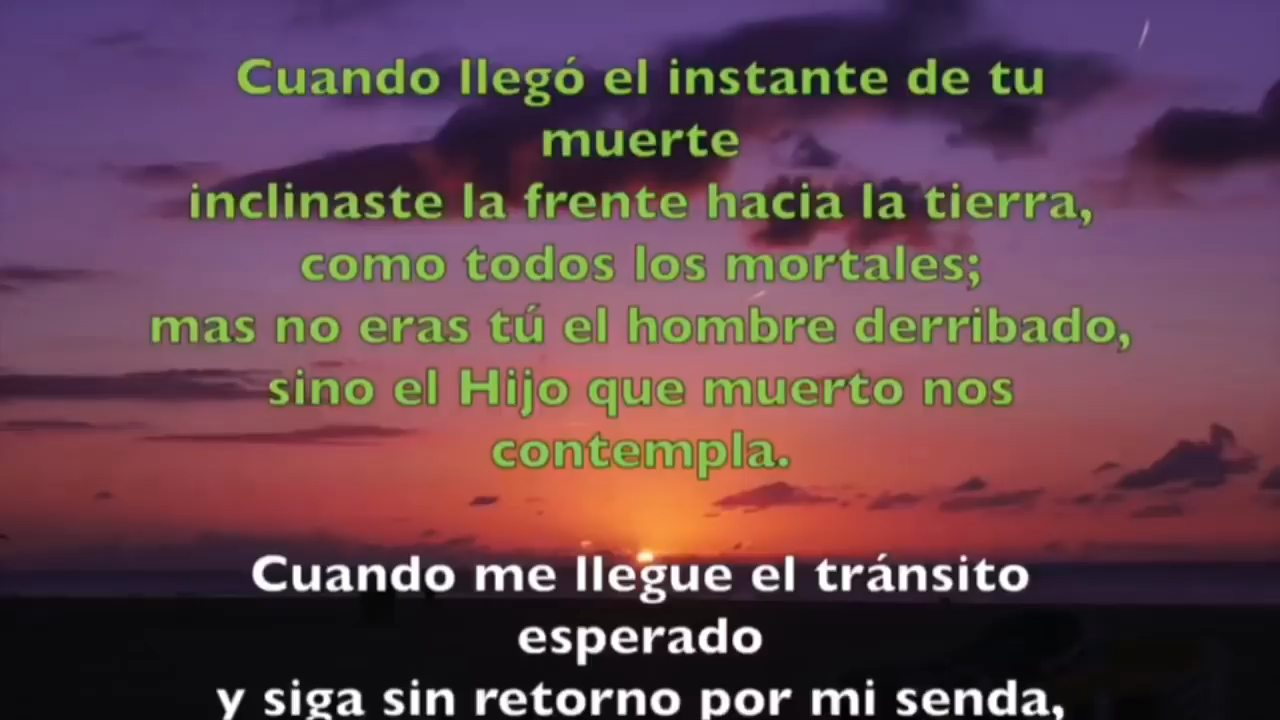 Cuando llegó el instante de tu
muerte
inclinaste la frente hacia la tierra,
como todos los mortales;
mas no eras tú el hombre derribado,
sino el Hijo que muerto nos
contempla.
Cuando me llegue el tránsito
esperado
y siga sin retorno por mi senda,